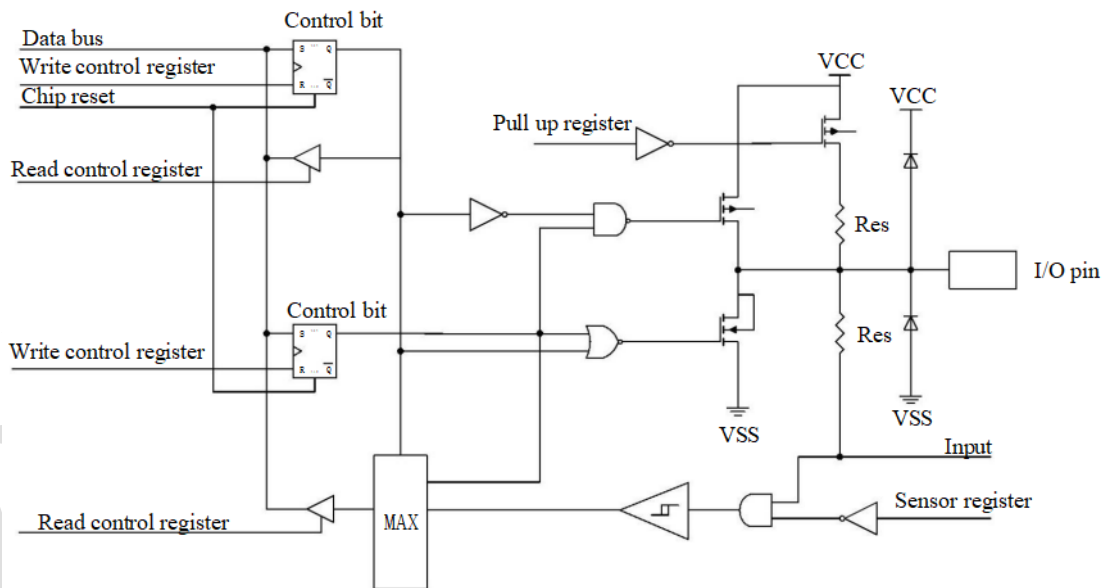 Control bit
Data bus
S ... Q
Write control register
R ... Q
Chip reset
VCC
VCC
Pull up register
Read control register
Res
I/O pin
Control bit
S ... Q
Write control register
R ... Q
Res
VSS
VSS
Input
MAX
Sensor register
Read control register